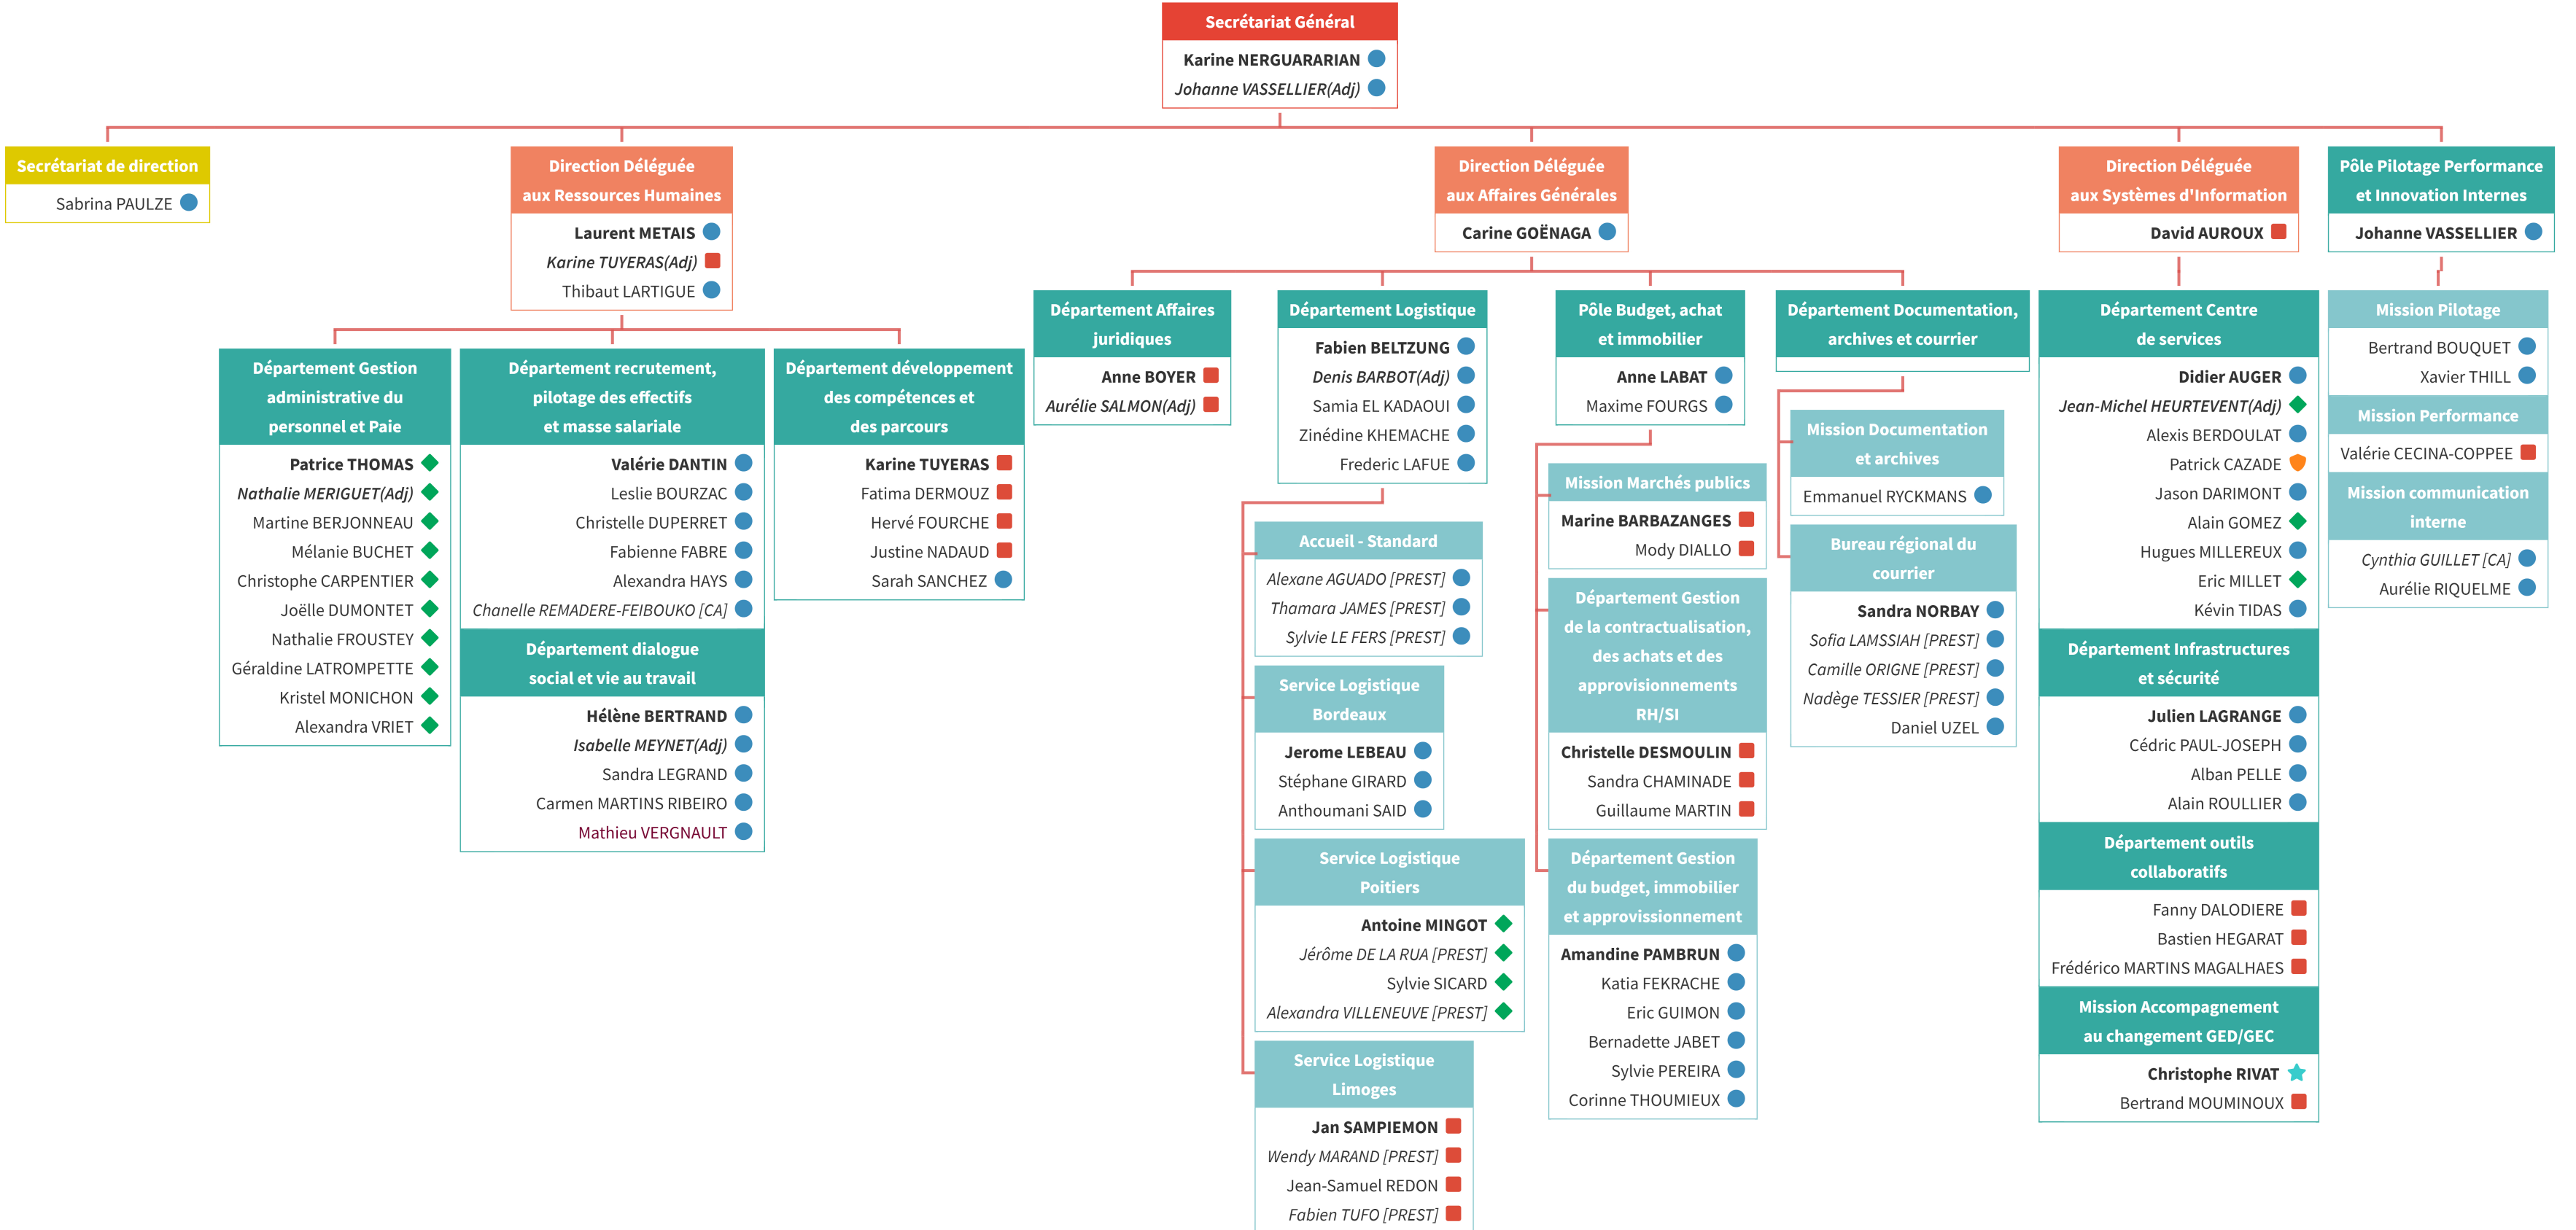 Secrétariat Général
Karine NERGUARARIAN
Johanne VASSELLIER(Adj)
Secrétariat de direction
Sabrina PAULZE
Direction Déléguée
aux Ressources Humaines
Laurent METAIS
Karine TUYERAS(Adj)
Thibaut LARTIGUE
Département Gestion
administrative du
personnel et Paie
Patrice THOMAS
Nathalie MERIGUET(Adj)
Martine BERJONNEAU
Mélanie BUCHET
Christophe CARPENTIER
Joëlle DUMONTET
Nathalie FROUSTEY
Géraldine LATROMPETTE
Kristel MONICHON
Alexandra VRIET
Département recrutement,
pilotage des effectifs
et masse salariale
Valérie DANTIN
Leslie BOURZAC
Christelle DUPERRET
Fabienne FABRE
Alexandra HAYS
Chanelle REMADERE-FEIBOUKO [CA]
Département dialogue
social et vie au travail
Hélène BERTRAND
Isabelle MEYNET(Adj)
Sandra LEGRAND
Carmen MARTINS RIBEIRO
Mathieu VERGNAULT
Département développement
des compétences et
des parcours
Karine TUYERAS
Fatima DERMOUZ
Hervé FOURCHE
Justine NADAUD
Sarah SANCHEZ
Direction Déléguée
aux Affaires Générales
Carine GOËNAGA
Département Affaires
juridiques
Anne BOYER
Aurélie SALMON(Adj)
Département Logistique
Fabien BELTZUNG
Denis BARBOT(Adj)
Samia EL KADAOUI
Zinédine KHEMACHE
Frederic LAFUE
Accueil - Standard
Alexane AGUADO [PREST]
Thamara JAMES [PREST]
Sylvie LE FERS [PREST]
Service Logistique
Bordeaux
Jerome LEBEAU
Stéphane GIRARD
Anthoumani SAID
Service Logistique
Poitiers
Antoine MINGOT
Jérôme DE LA RUA [PREST]
Sylvie SICARD
Alexandra VILLENEUVE [PREST]
Service Logistique
Limoges
Jan SAMPIEMON
Wendy MARAND [PREST]
Jean-Samuel REDON
Fabien TUFO [PREST]
Pôle Budget, achat
et immobilier
Anne LABAT
Maxime FOURGS
Mission Marchés publics
Marine BARBAZANGES
Mody DIALLO
Département Gestion
de la contractualisation,
des achats et des
approvisionnements
RH/SI
Christelle DESMOULIN
Sandra CHAMINADE
Guillaume MARTIN
Département Gestion
du budget, immobilier
et approvissionnement
Amandine PAMBRUN
Katia FEKRACHE
Eric GUIMON
Bernadette JABET
Sylvie PEREIRA
Corinne THOUMIEUX
Département Documentation,
archives et courrier
Mission Documentation
et archives
Emmanuel RYCKMANS
Bureau régional du
courrier
Sandra NORBAY
Sofia LAMSSIAH [PREST]
Camille ORIGNE [PREST]
Nadège TESSIER [PREST]
Daniel UZEL
Direction Déléguée
aux Systèmes d'Information
David AUROUX
Département Centre
de services
Didier AUGER
Jean-Michel HEURTEVENT(Adj)
Alexis BERDOULAT
Patrick CAZADE
Jason DARIMONT
Alain GOMEZ
Hugues MILLEREUX
Eric MILLET
Kévin TIDAS
Département Infrastructures
et sécurité
Julien LAGRANGE
Cédric PAUL-JOSEPH
Alban PELLE
Alain ROULLIER
Département outils
collaboratifs
Fanny DALODIERE
Bastien HEGARAT
Frédérico MARTINS MAGALHAES
Mission Accompagnement
au changement GED/GEC
Christophe RIVAT
Bertrand MOUMINOUX
Pôle Pilotage Performance
et Innovation Internes
Johanne VASSELLIER
Mission Pilotage
Bertrand BOUQUET
Xavier THILL
Mission Performance
Valérie CECINA-COPPEE
Mission communication
interne
Cynthia GUILLET [CA]
Aurélie RIQUELME